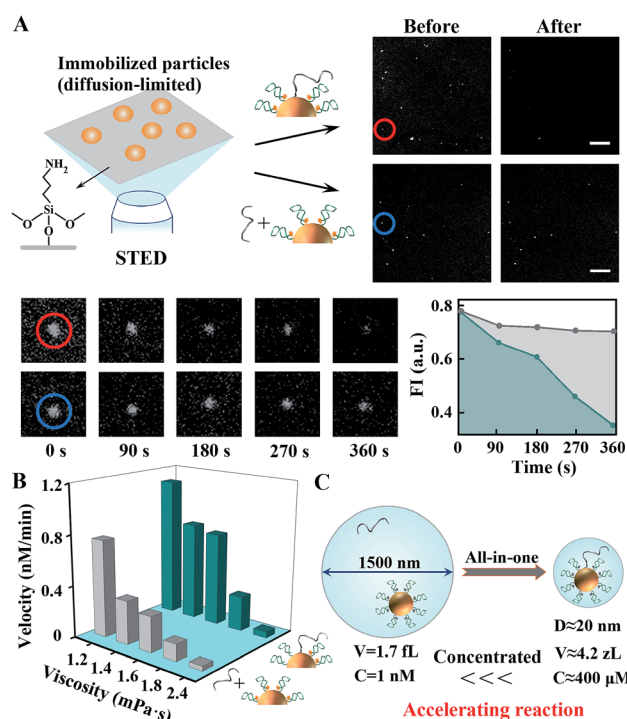 A
Immobilized particles
(diffusion-limited)
NH2
Si
O
O
O
STED
+
Before
After
0 s
90 s
180 s
270 s
360 s
FI (a.u.)
0.8
0.6
0.4
0
90
180
270
360
Time (s)
B
Velocity (nM/min)
1.2
0.8
0.4
0
1.2
1.4
1.6
1.8
2.4
Viscosity (mPa·s)
+
C
1500 nm
All-in-one
V=1.7 fL
C=1 nM
Concentrated
<<<
D≈20 nm
V≈4.2 zL
C≈400 μM
Accelerating reaction